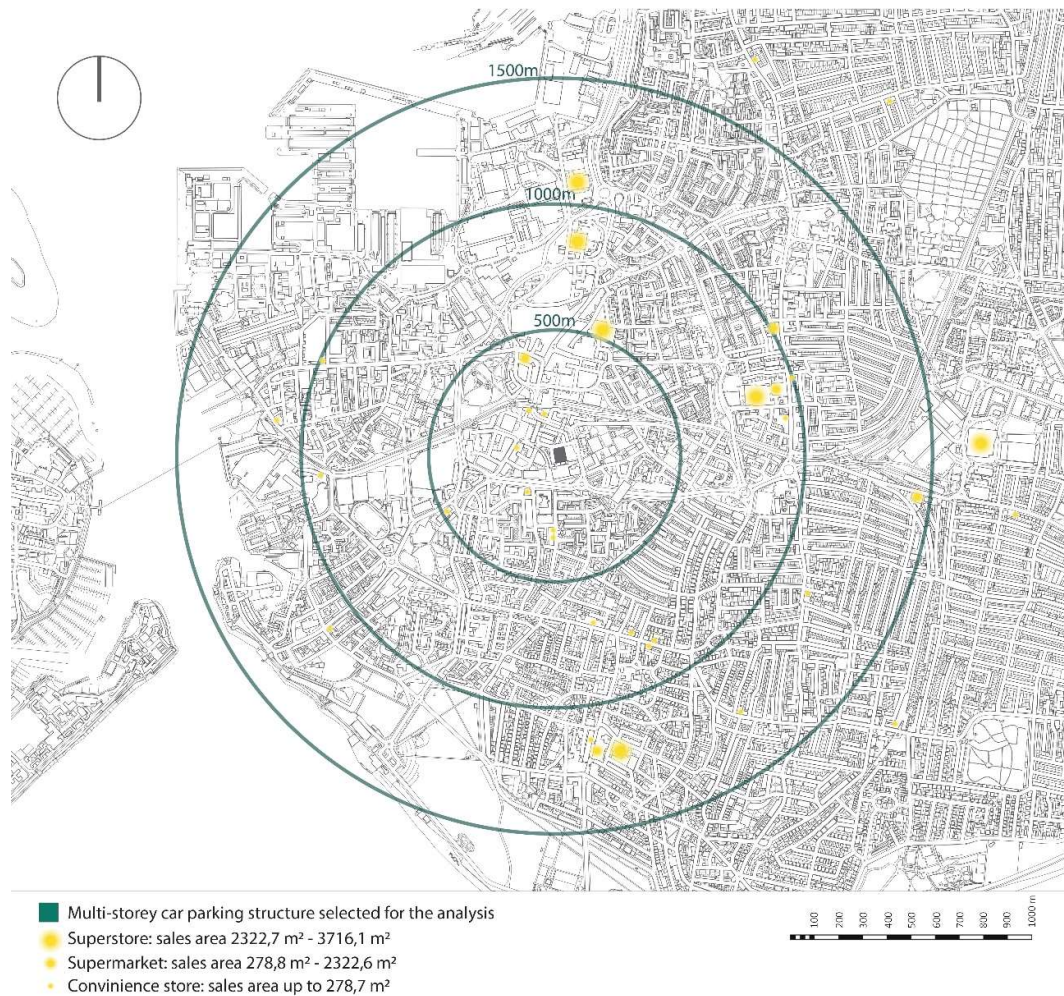 1500m
1000m
500m
Multi-storey car parking structure selected for the analysis
Superstore: sales area 2322,7 m² - 3716,1 m²
Supermarket: sales area 278,8 m² - 2322,6 m²
Convinience store: sales area up to 278,7 m²
100 200 300 400 500 600 700 800 900 1000 m